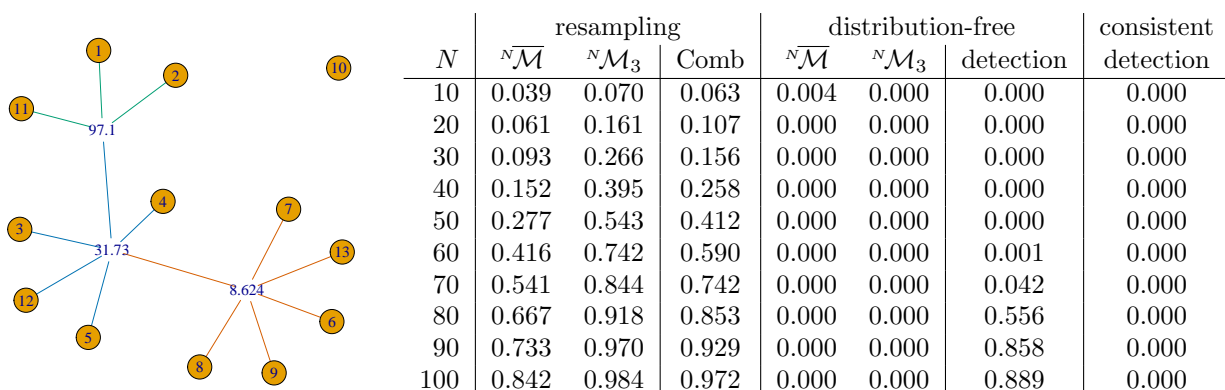 1
2
10
11
97.1
4
3
7
31.73
13
8.624
12
6
5
8
9
resampling distribution-free consistent
N ᴺM̅ ᴺM₃ Comb ᴺM̅ ᴺM₃ detection detection
10 0.039 0.070 0.063 0.004 0.000 0.000 0.000
20 0.061 0.161 0.107 0.000 0.000 0.000 0.000
30 0.093 0.266 0.156 0.000 0.000 0.000 0.000
40 0.152 0.395 0.258 0.000 0.000 0.000 0.000
50 0.277 0.543 0.412 0.000 0.000 0.000 0.000
60 0.416 0.742 0.590 0.000 0.000 0.001 0.000
70 0.541 0.844 0.742 0.000 0.000 0.042 0.000
80 0.667 0.918 0.853 0.000 0.000 0.556 0.000
90 0.733 0.970 0.929 0.000 0.000 0.858 0.000
100 0.842 0.984 0.972 0.000 0.000 0.889 0.000